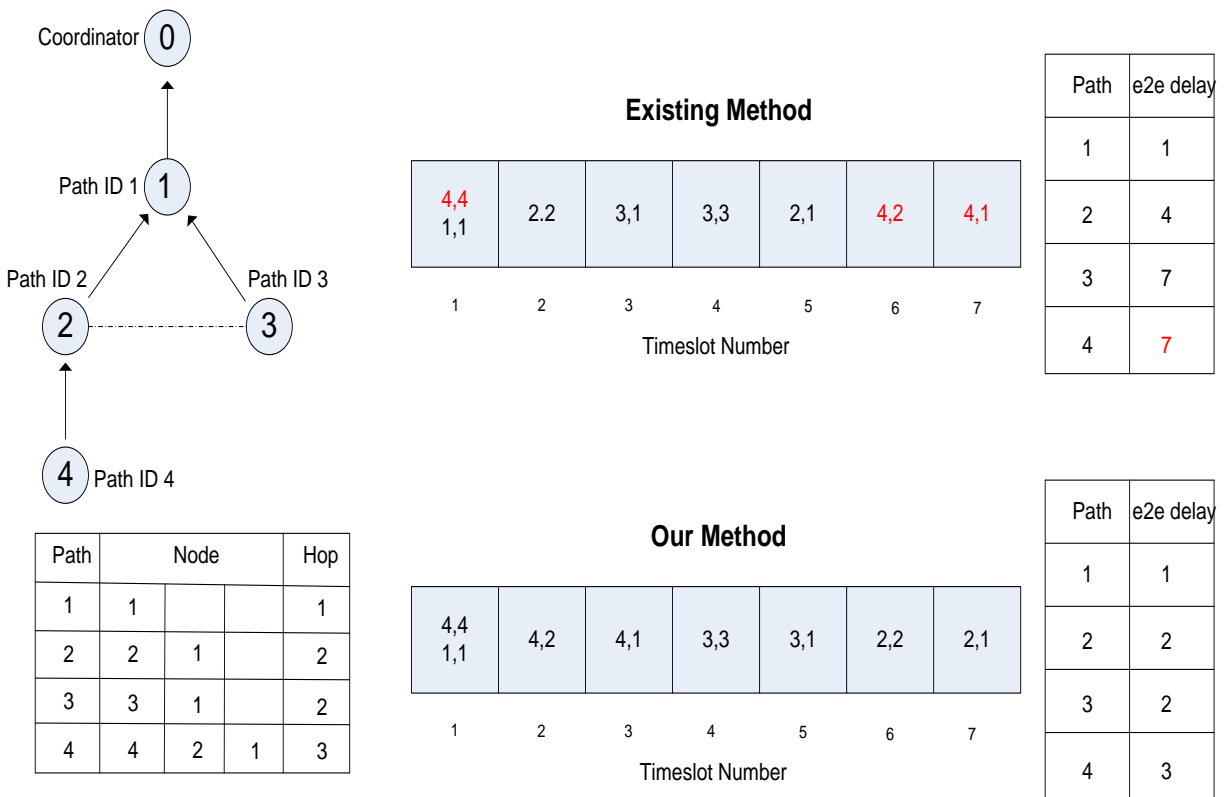 Coordinator 0
Path ID 1 1
Path ID 2
Path ID 3
2 3
4 Path ID 4
Path Node Hop
1 1 1
2 2 1 2
3 3 1 2
4 4 2 1 3
Existing Method
4,4
1,1
2.2 3,1 3,3 2,1 4,2 4,1
1 2 3 4 5 6 7
Timeslot Number
Path e2e delay
1 1
2 4
3 7
4 7
Our Method
4,4
1,1
4,2 4,1 3,3 3,1 2,2 2,1
1 2 3 4 5 6 7
Timeslot Number
Path e2e delay
1 1
2 2
3 2
4 3